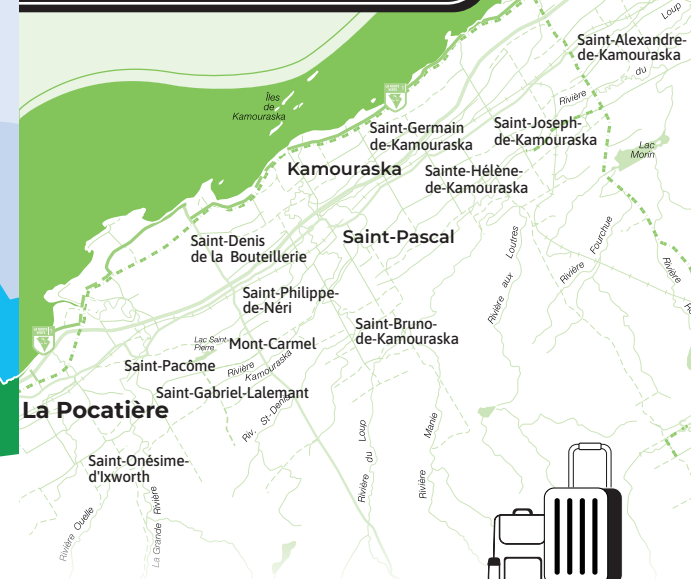 Loup
Saint-Alexandre-
de-Kamouraska
du
Rivière
Îles
de
Kamouraska
Saint-Germain
de-Kamouraska
Saint-Joseph-
de-Kamouraska
Lac
Morin
Kamouraska
Sainte-Hélène-
de-Kamouraska
Saint-Denis
de la Bouteillerie
Saint-Pascal
Rivière aux Loutres
Rivière Fourchue
Rivière
Saint-Philippe-
de-Néri
Saint-Bruno-
de-Kamouraska
Lac Saint-
Pierre
Mont-Carmel
Saint-Pacôme
Rivière
Kamouraska
Saint-Gabriel-Lalemant
La Pocatière
Riv. St-Denis
Rivière du Loup
Rivière Manie
Saint-Onésime-
d'Ixworth
Rivière Ouelle
La Grande Rivière